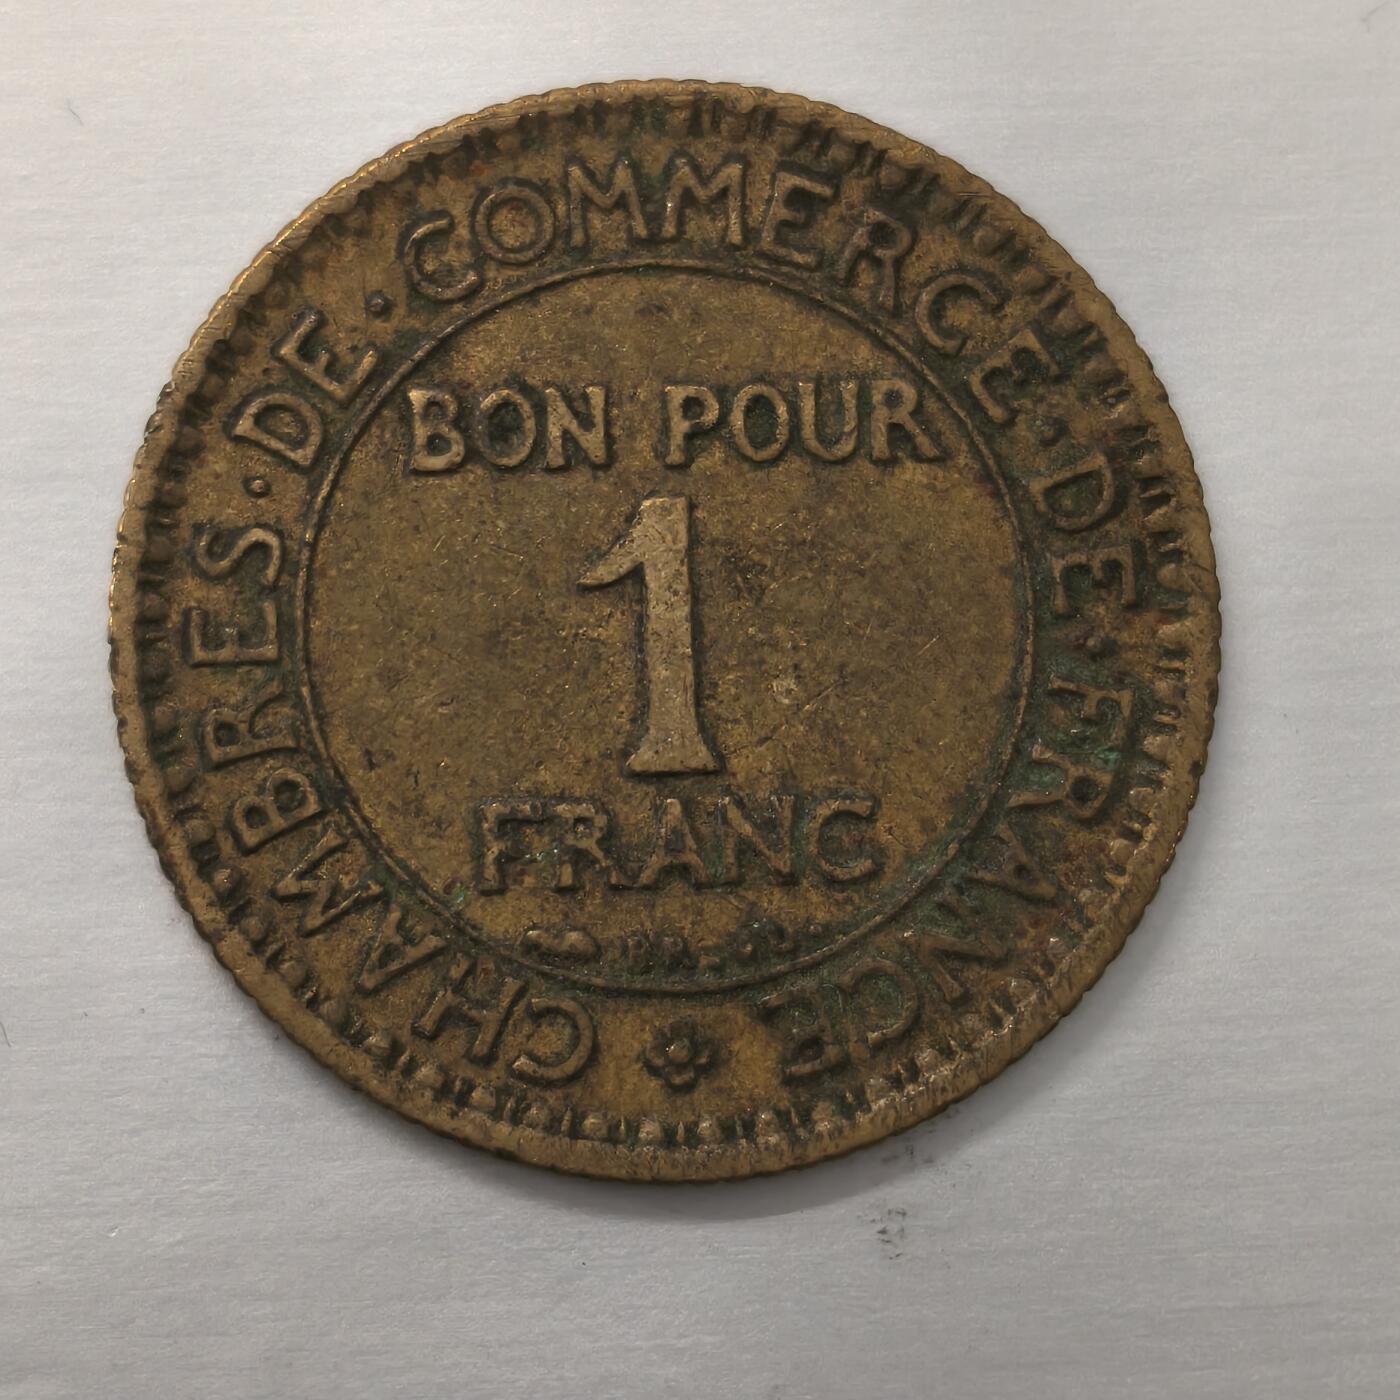 CHAMBRES·DE·COMMERCE·DE·FRANCE
BON POUR
1
FRANC